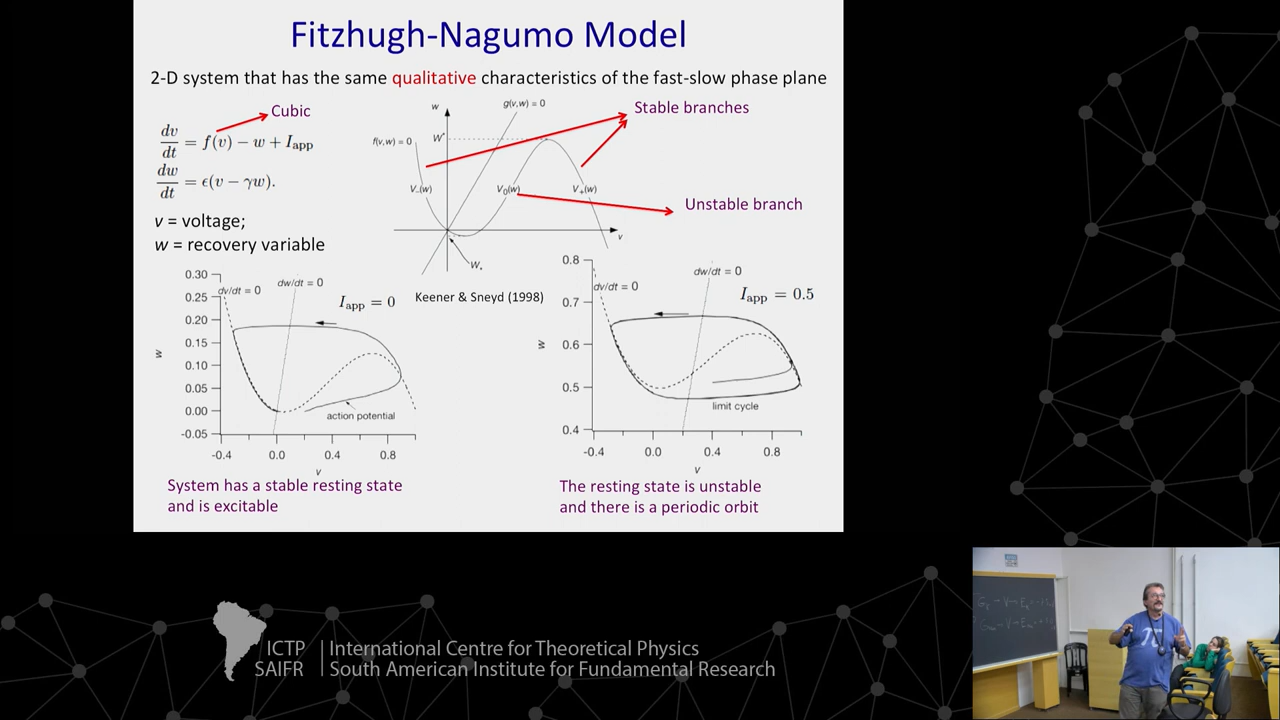 Fitzhugh-Nagumo Model
2-D system that has the same qualitative characteristics of the fast-slow phase plane
Cubic
dv/dt = f(v) − w + I_app
dw/dt = ϵ(v − γw).
v = voltage;
w = recovery variable
w
g(v,w) = 0
f(v,w) = 0
W*
V_-(w)
V_0(w)
V_+(w)
v
W_*
Stable branches
Unstable branch
Keener & Sneyd (1998)
0.30
0.25
0.20
0.15
0.10
0.05
0.00
-0.05
w
dv/dt = 0
dw/dt = 0
I_app = 0
action potential
-0.4 0.0 0.4 0.8
v
System has a stable resting state
and is excitable
0.8
0.7
0.6
0.5
0.4
w
dv/dt = 0
dw/dt = 0
I_app = 0.5
limit cycle
-0.4 0.0 0.4 0.8
v
The resting state is unstable
and there is a periodic orbit
ICTP
SAIFR
International Centre for Theoretical Physics
South American Institute for Fundamental Research